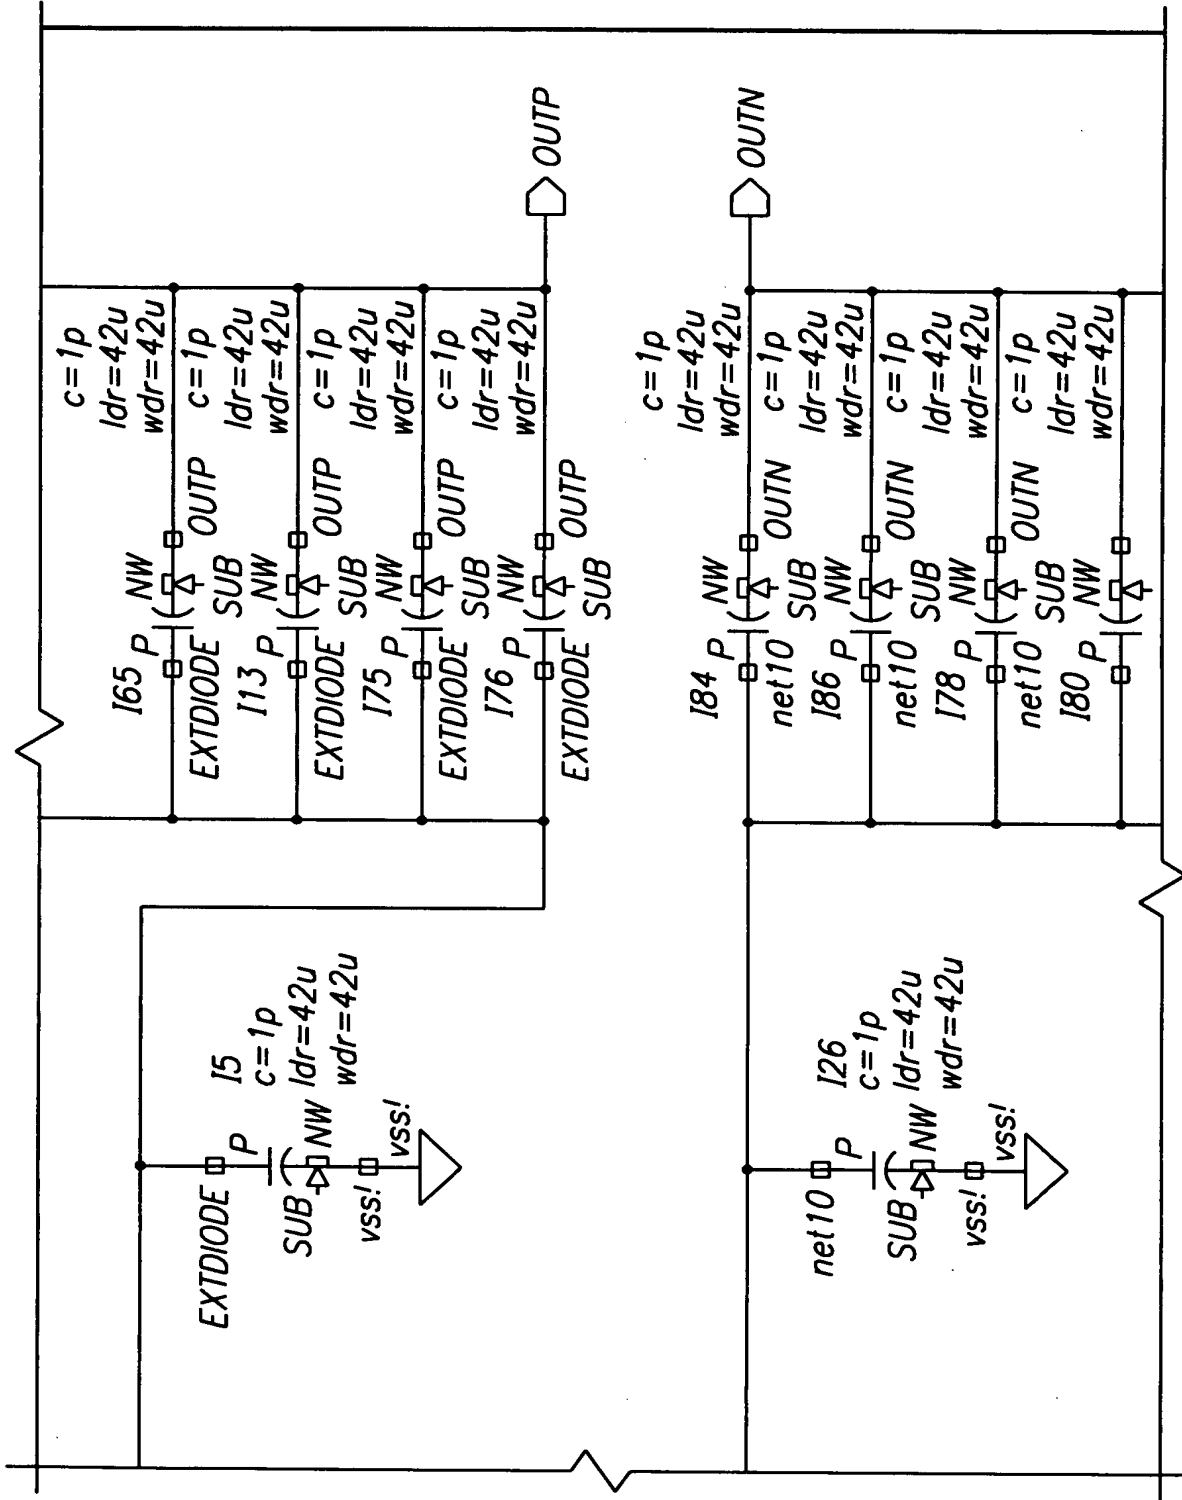 c=1p
ldr=42u
wdr=42u
I65
P
NW
SUB
EXTDIODE
OUTP
c=1p
ldr=42u
wdr=42u
I13
P
NW
SUB
EXTDIODE
OUTP
c=1p
ldr=42u
wdr=42u
I75
P
NW
SUB
EXTDIODE
OUTP
c=1p
ldr=42u
wdr=42u
I76
P
NW
SUB
EXTDIODE
OUTP
OUTP
c=1p
ldr=42u
wdr=42u
I84
P
NW
SUB
net10
OUTN
OUTN
c=1p
ldr=42u
wdr=42u
I86
P
NW
SUB
net10
OUTN
c=1p
ldr=42u
wdr=42u
I78
P
NW
SUB
net10
OUTN
c=1p
ldr=42u
wdr=42u
I80
P
NW
I5
c=1p
ldr=42u
wdr=42u
EXTDIODE
P
NW
SUB
vss!
vss!
I26
c=1p
ldr=42u
wdr=42u
net10
P
NW
SUB
vss!
vss!